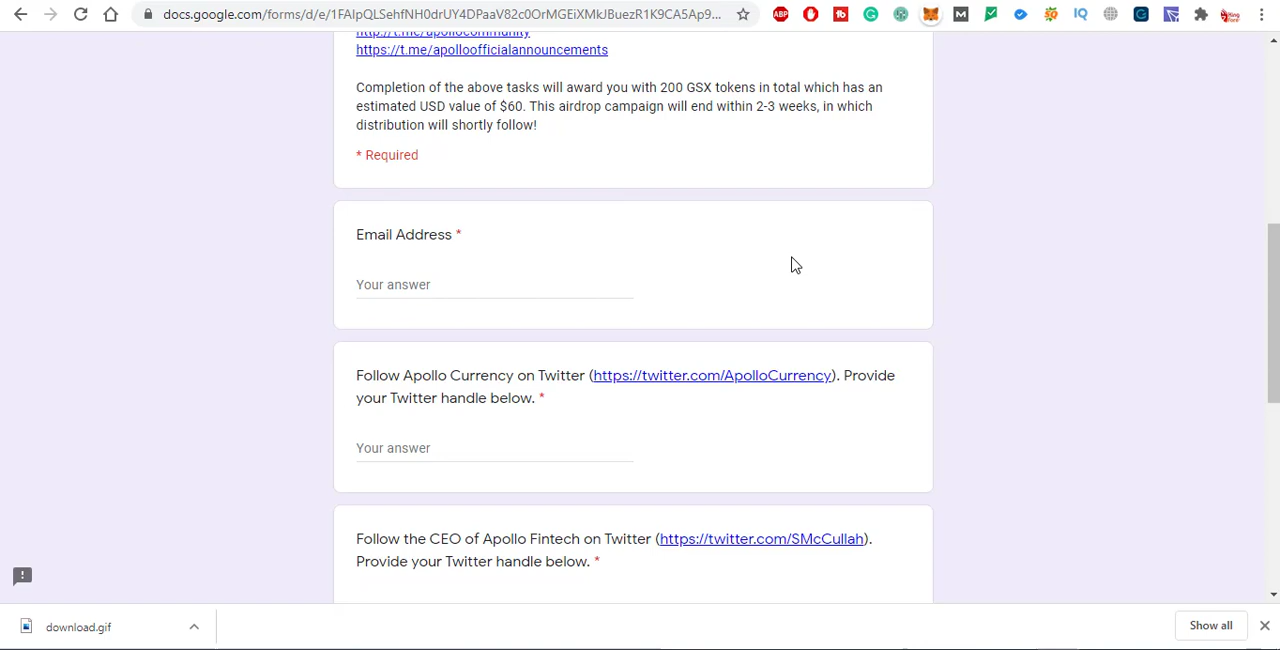 docs.google.com/forms/d/e/1FAIpQLSehfMH0drUY4DPaaV82c0OrMGEiXMkJBuezR1K9CA5Ap9...
http://t.me/apollocommunity
https://t.me/apolloofficialannouncements
Completion of the above tasks will award you with 200 GSX tokens in total which has an
estimated USD value of $60. This airdrop campaign will end within 2-3 weeks, in which
distribution will shortly follow!
* Required
Email Address *
Your answer
Follow Apollo Currency on Twitter (https://twitter.com/ApolloCurrency). Provide
your Twitter handle below. *
Your answer
Follow the CEO of Apollo Fintech on Twitter (https://twitter.com/SMcCullah).
Provide your Twitter handle below. *
download.gif
Show all